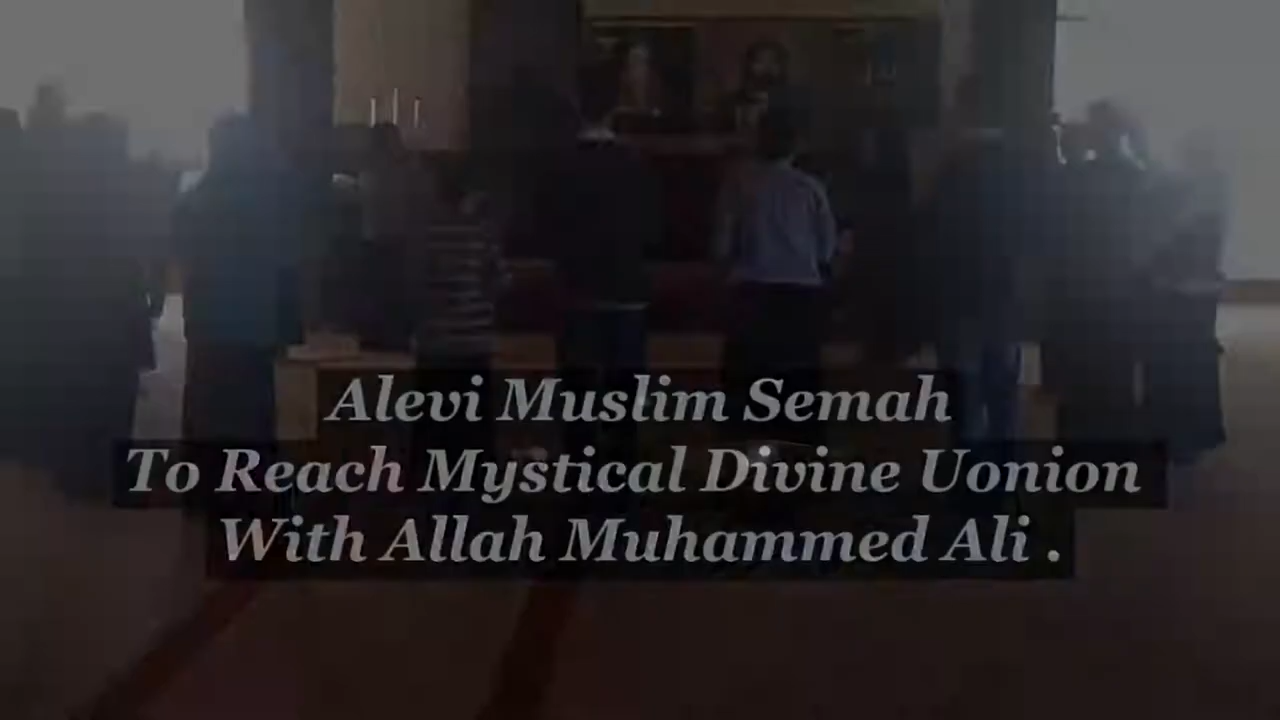 Alevi Muslim Semah
To Reach Mystical Divine Uonion
With Allah Muhammed Ali .